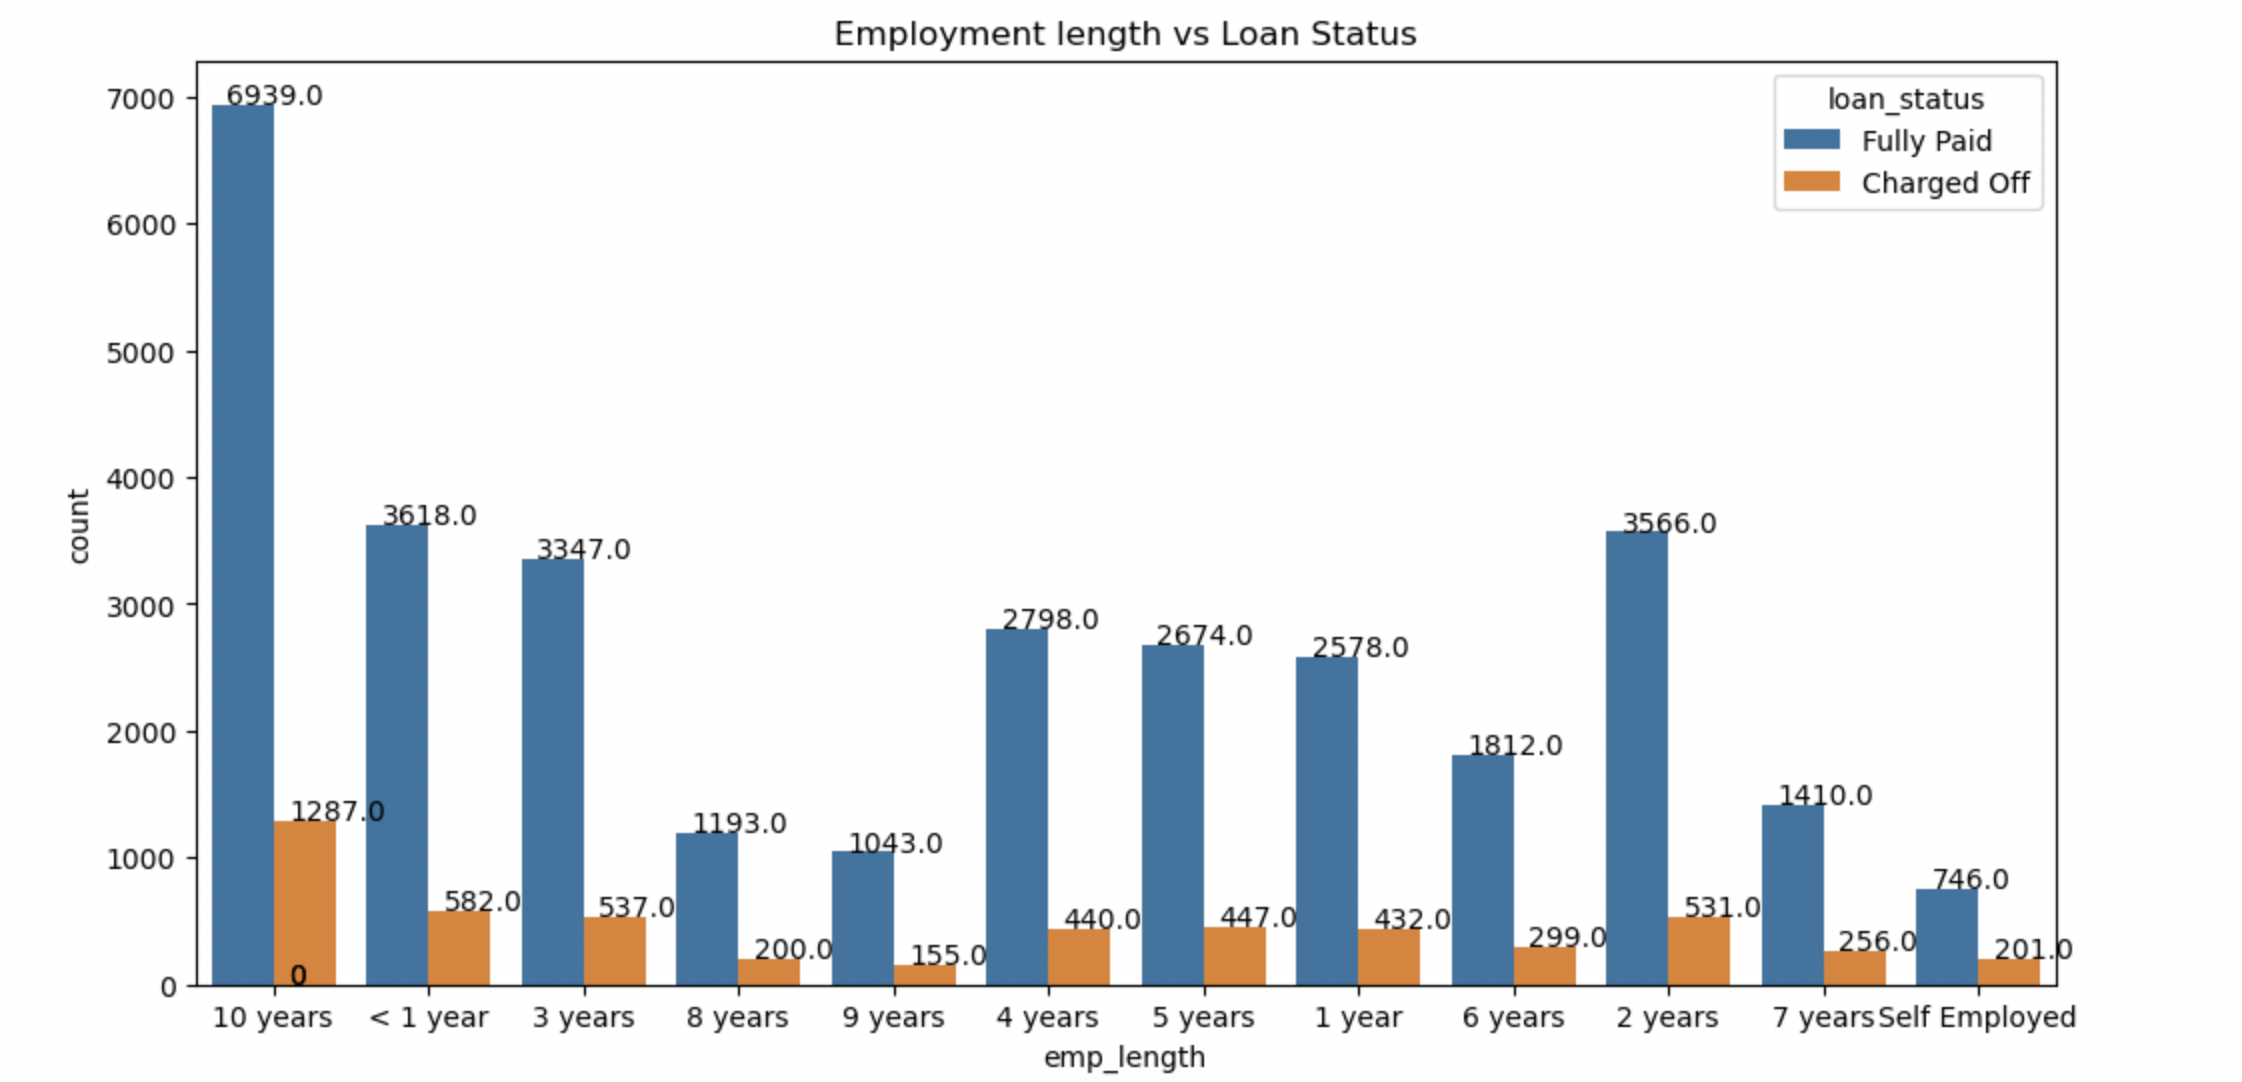 Employment length vs Loan Status
loan_status
Fully Paid
Charged Off
7000
6000
5000
4000
3000
2000
1000
0
count
6939.0
1287.0
0
3618.0
582.0
3347.0
537.0
1193.0
200.0
1043.0
155.0
2798.0
440.0
2674.0
447.0
2578.0
432.0
1812.0
299.0
3566.0
531.0
1410.0
256.0
746.0
201.0
10 years
< 1 year
3 years
8 years
9 years
4 years
5 years
1 year
6 years
2 years
7 years
Self Employed
emp_length